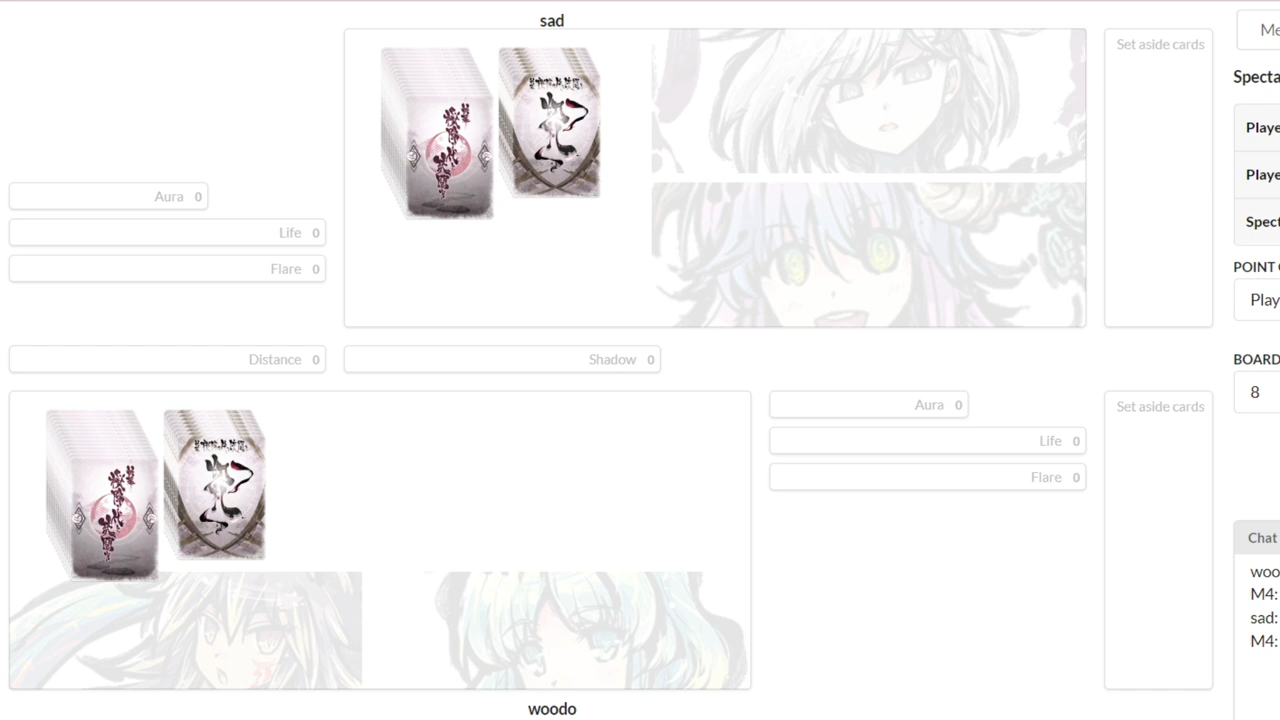 sad
Set aside cards
Me
Specta
Playe
Playe
Spect
Aura 0
Life 0
Flare 0
POINT
Play
Distance 0
Shadow 0
BOARD
8
Set aside cards
Aura 0
Life 0
Flare 0
Chat
woo
M4:
sad:
M4:
woodo